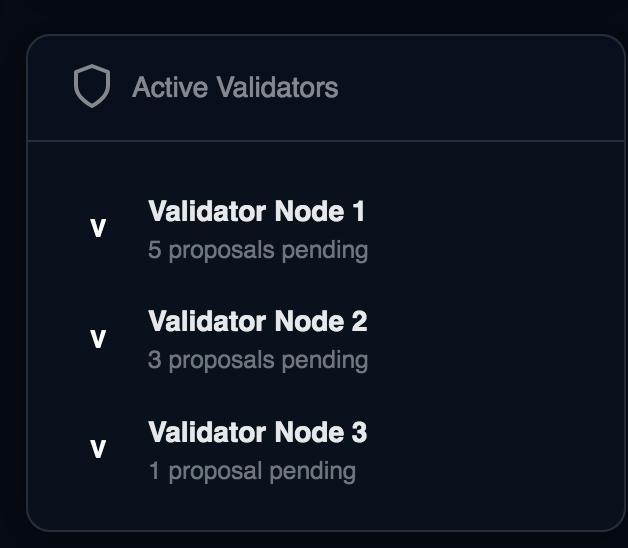 Active Validators
V
Validator Node 1
5 proposals pending
V
Validator Node 2
3 proposals pending
V
Validator Node 3
1 proposal pending